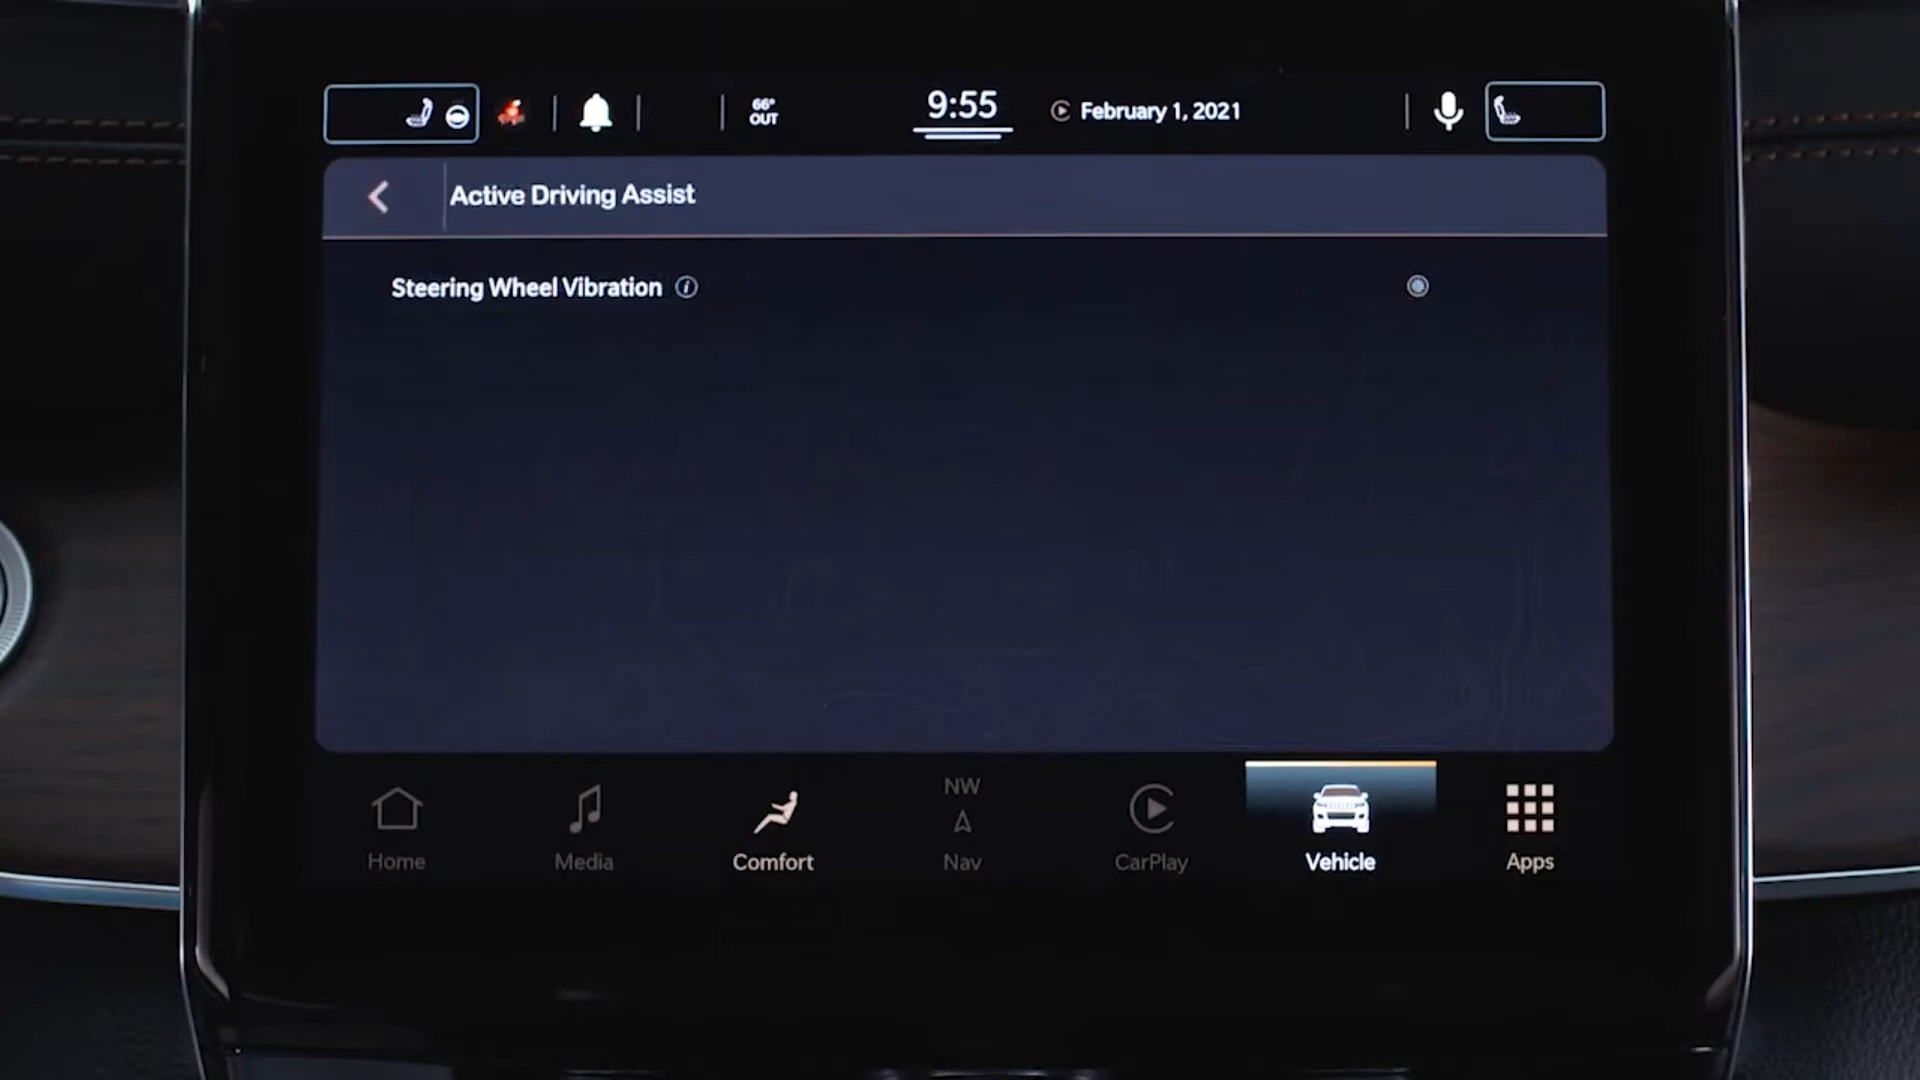 66°
OUT
9:55
February 1, 2021
Active Driving Assist
Steering Wheel Vibration
NW
Home
Media
Comfort
Nav
CarPlay
Vehicle
Apps